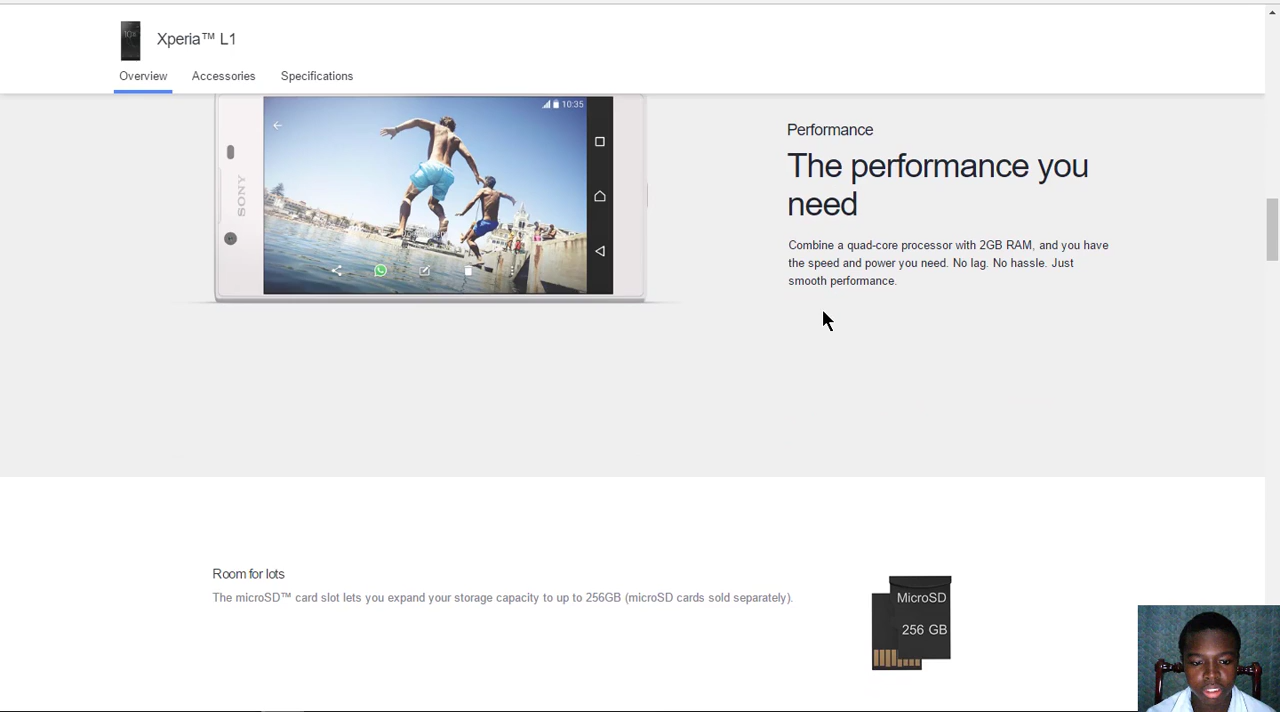 Xperia™ L1
Overview
Accessories
Specifications
10:35
SONY
Performance
The performance you
need
Combine a quad-core processor with 2GB RAM, and you have
the speed and power you need. No lag. No hassle. Just
smooth performance.
Room for lots
The microSD™ card slot lets you expand your storage capacity to up to 256GB (microSD cards sold separately).
MicroSD
256 GB